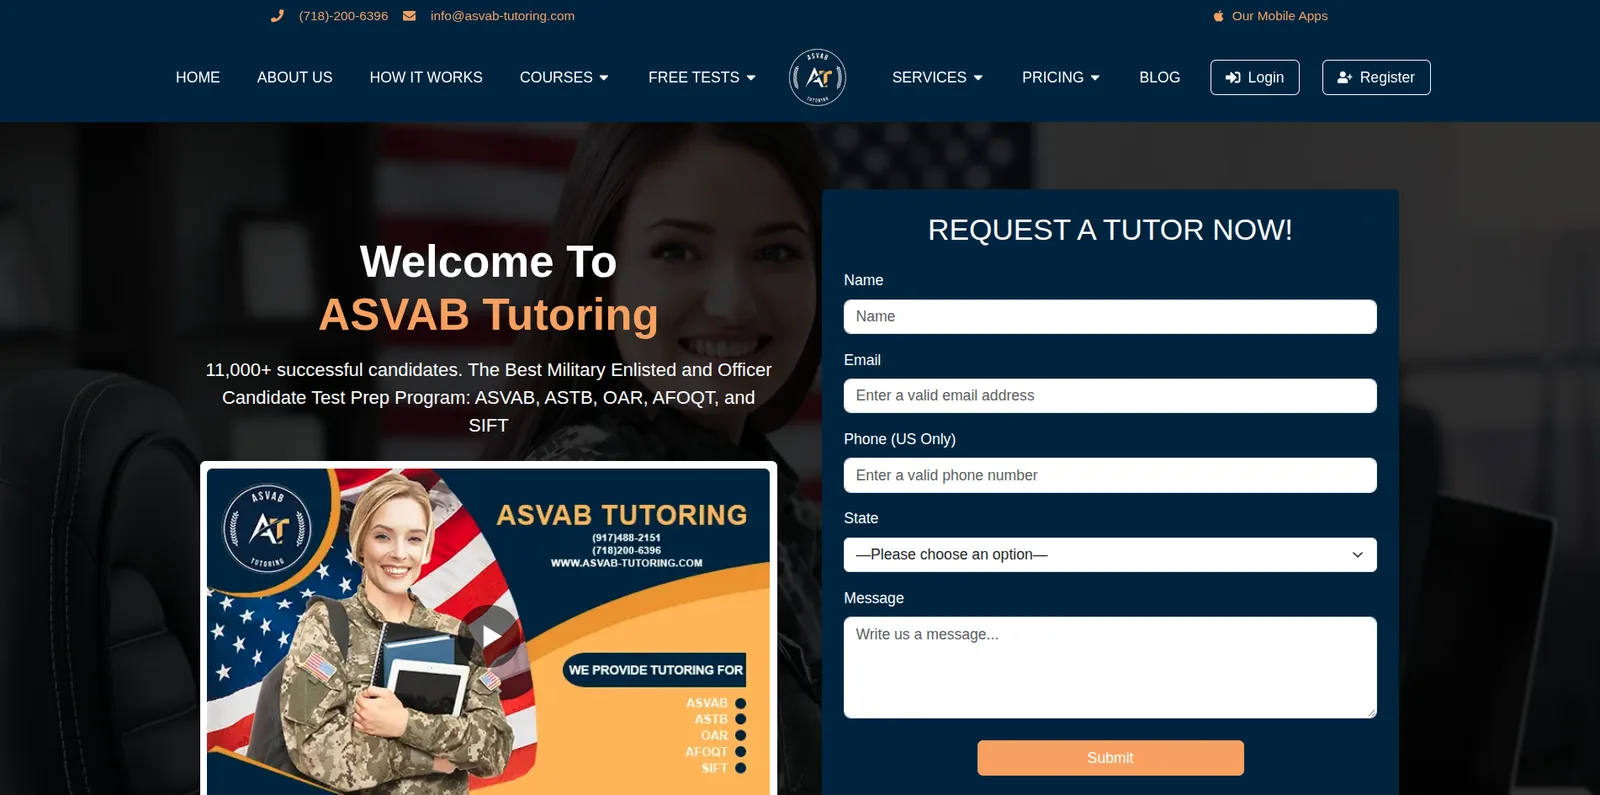 (718)-200-6396 info@asvab-tutoring.com Our Mobile Apps
HOME ABOUT US HOW IT WORKS COURSES FREE TESTS ASVAB AT TUTORING SERVICES PRICING BLOG Login Register
Welcome To
ASVAB Tutoring
11,000+ successful candidates. The Best Military Enlisted and Officer
Candidate Test Prep Program: ASVAB, ASTB, OAR, AFOQT, and
SIFT
ASVAB
AT
TUTORING
ASVAB TUTORING
(917)488-2151
(718)200-6396
WWW.ASVAB-TUTORING.COM
WE PROVIDE TUTORING FOR
ASVAB
ASTB
OAR
AFOQT
SIFT
REQUEST A TUTOR NOW!
Name
Name
Email
Enter a valid email address
Phone (US Only)
Enter a valid phone number
State
—Please choose an option—
Message
Write us a message...
Submit